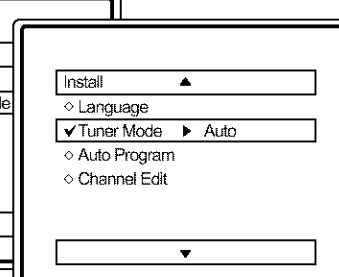 Install ▲
◇ Language
✔ Tuner Mode ▶ Auto
◇ Auto Program
◇ Channel Edit
▼